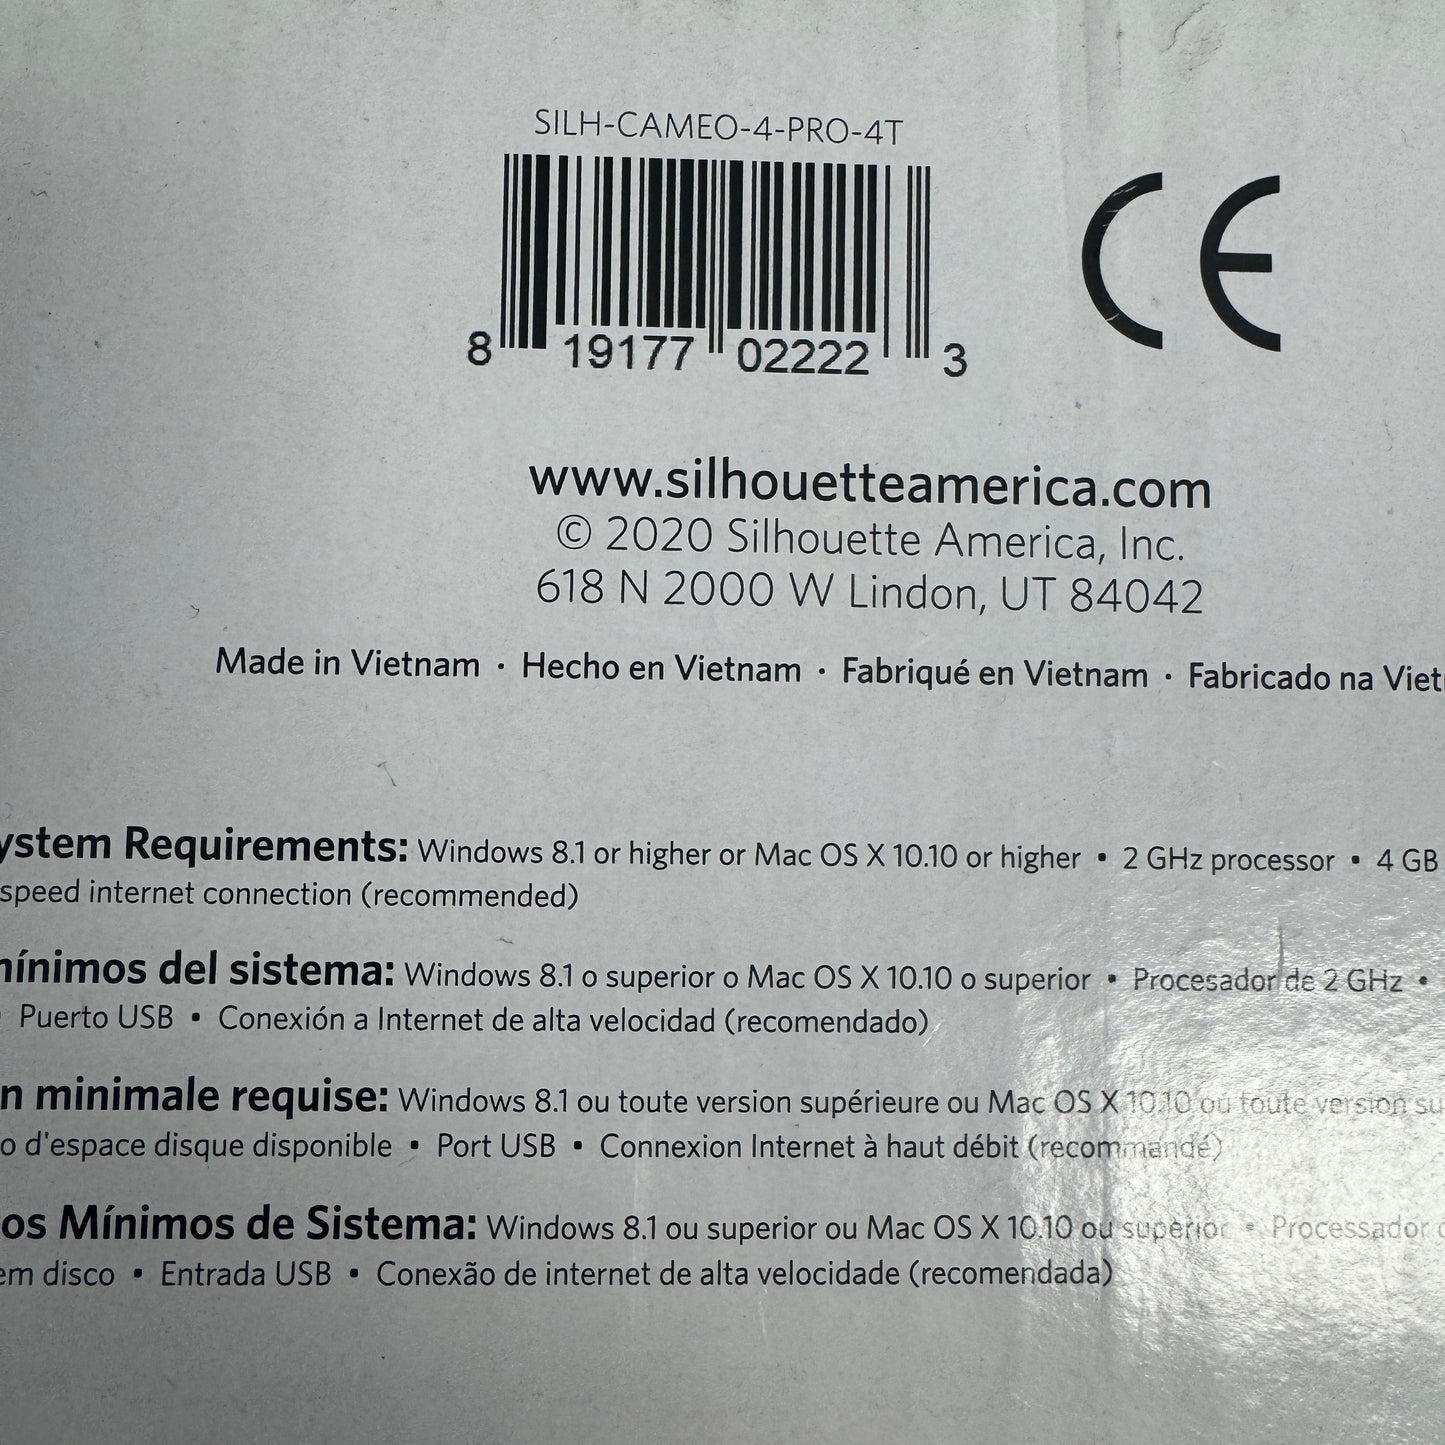 SILH-CAMEO-4-PRO-4T
8 19177 02222 3
CE
www.silhouetteamerica.com
© 2020 Silhouette America, Inc.
618 N 2000 W Lindon, UT 84042
Made in Vietnam · Hecho en Vietnam · Fabriqué en Vietnam · Fabricado na Viet
ystem Requirements: Windows 8.1 or higher or Mac OS X 10.10 or higher • 2 GHz processor • 4 GB
speed internet connection (recommended)
mínimos del sistema: Windows 8.1 o superior o Mac OS X 10.10 o superior • Procesador de 2 GHz •
• Puerto USB • Conexión a Internet de alta velocidad (recomendado)
n minimale requise: Windows 8.1 ou toute version supérieure ou Mac OS X 10.10 ou toute version su
o d'espace disque disponible • Port USB • Connexion Internet à haut débit (recommandé)
os Mínimos de Sistema: Windows 8.1 ou superior ou Mac OS X 10.10 ou superior • Processador d
em disco • Entrada USB • Conexão de internet de alta velocidade (recomendada)